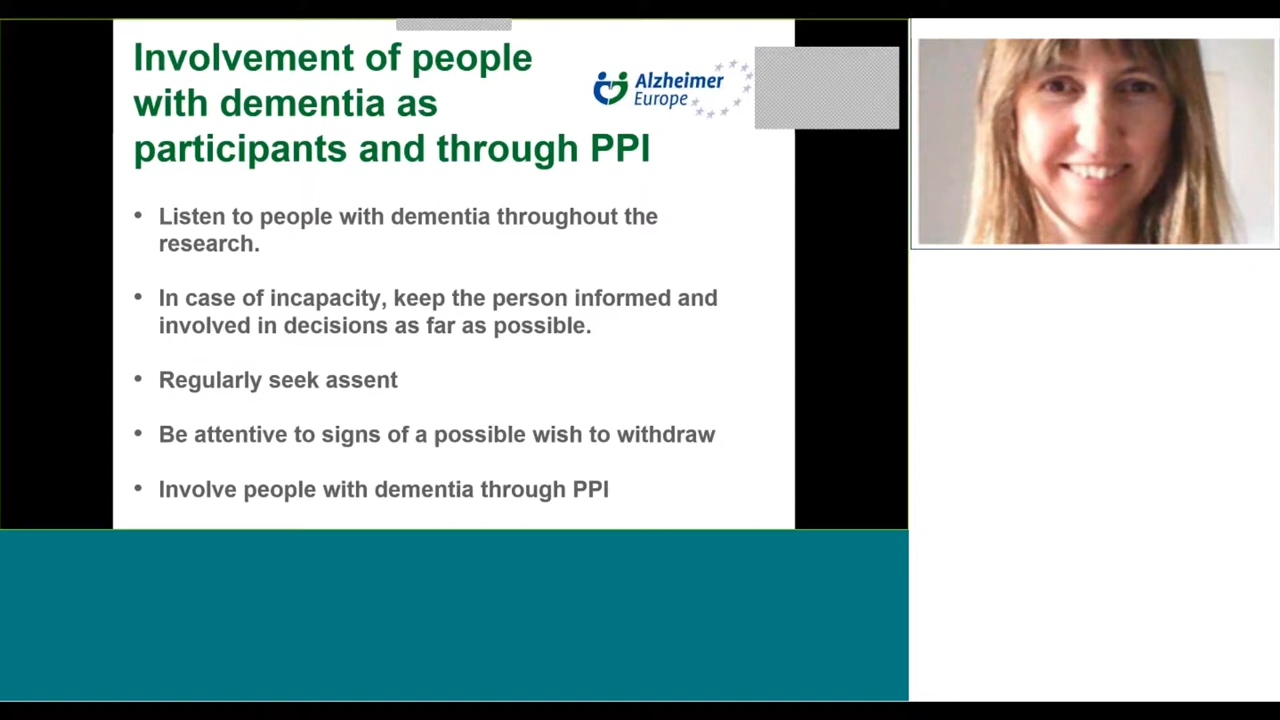 Involvement of people
with dementia as
participants and through PPI
Alzheimer
Europe
• Listen to people with dementia throughout the
research.
• In case of incapacity, keep the person informed and
involved in decisions as far as possible.
• Regularly seek assent
• Be attentive to signs of a possible wish to withdraw
• Involve people with dementia through PPI